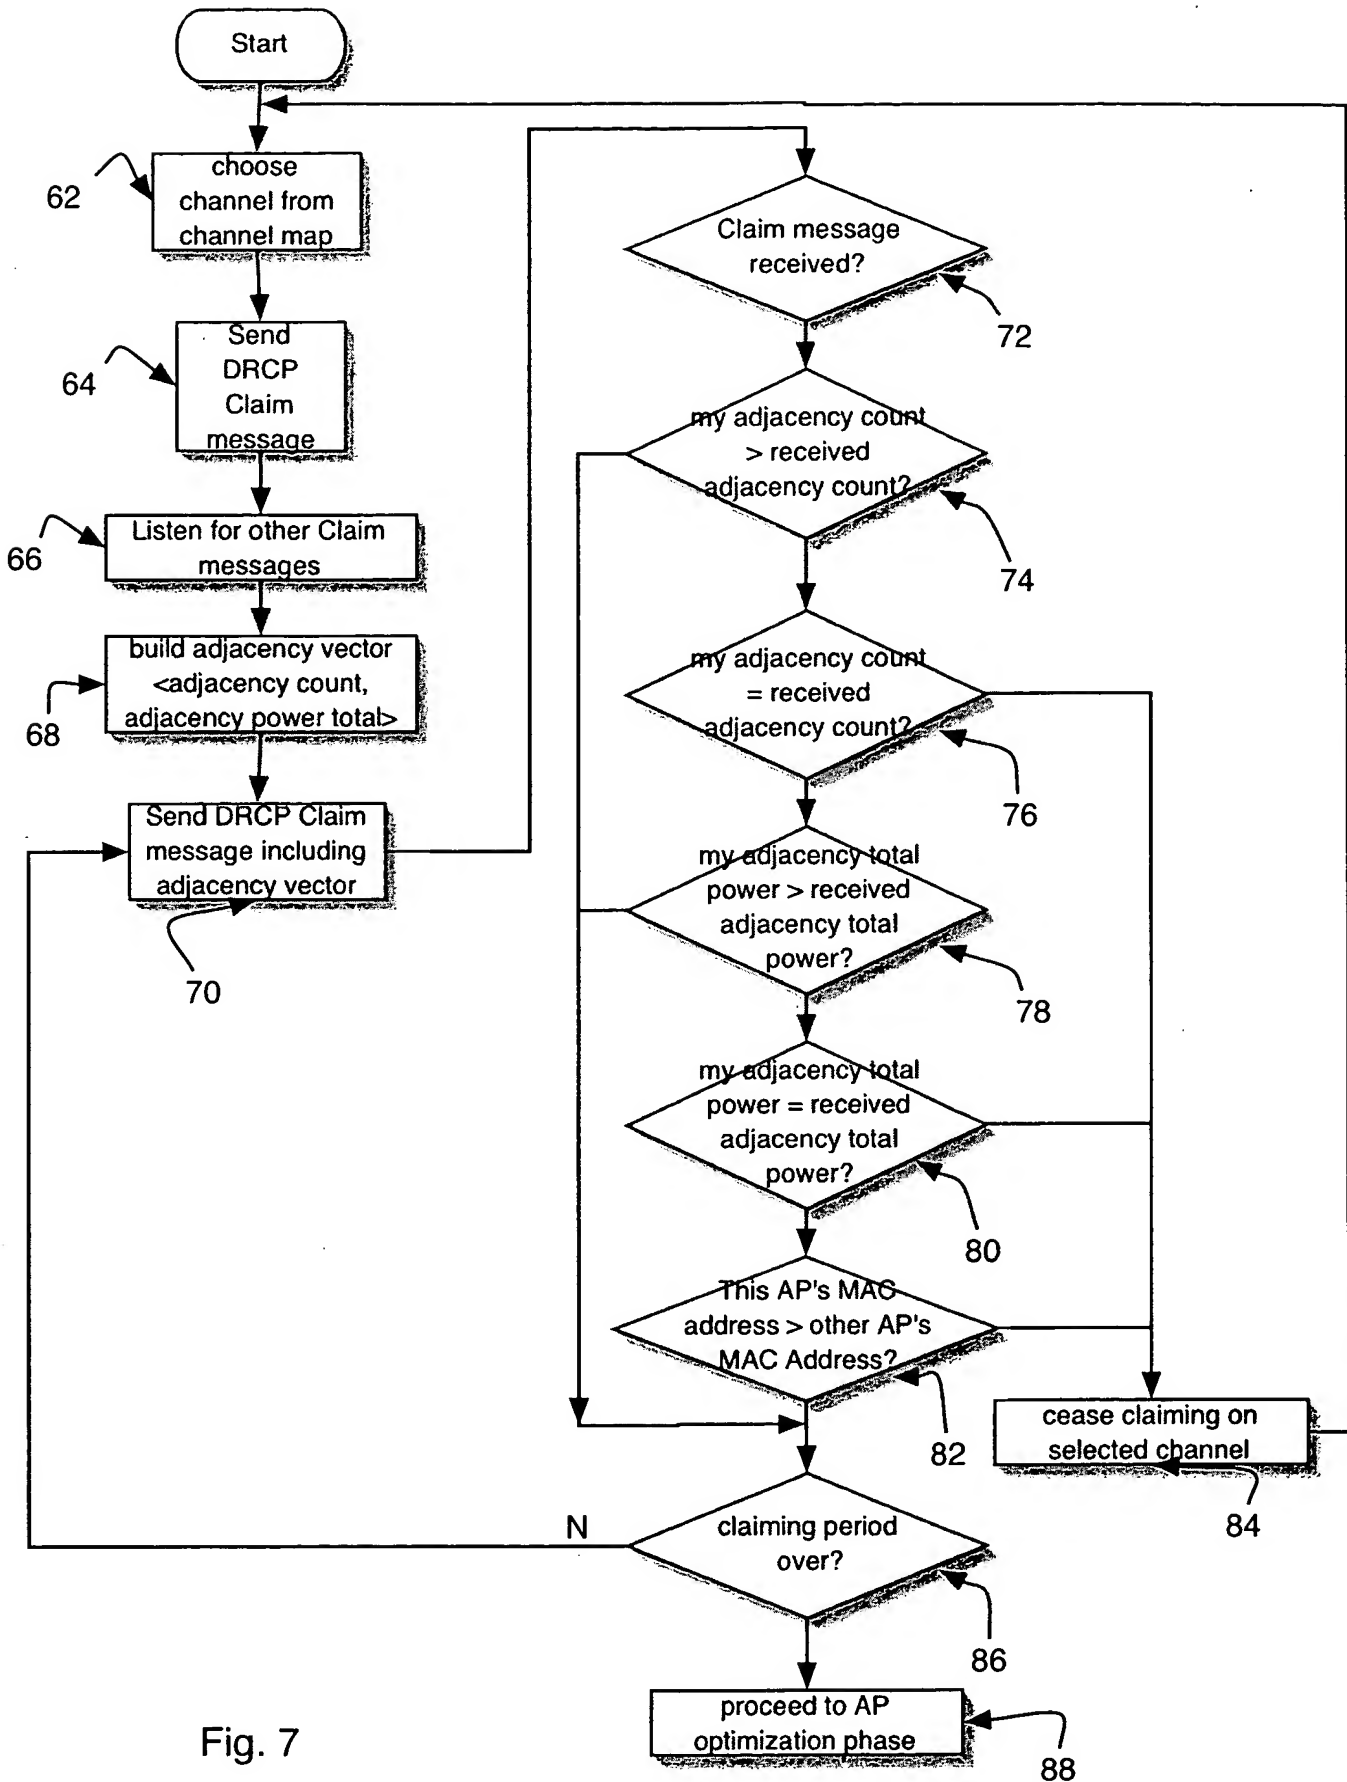 Start
62
choose
channel from
channel map
64
Send
DRCP
Claim
message
66
Listen for other Claim
messages
68
build adjacency vector
<adjacency count,
adjacency power total>
Send DRCP Claim
message including
adjacency vector
70
Claim message
received?
72
my adjacency count
> received
adjacency count?
74
my adjacency count
= received
adjacency count?
76
my adjacency total
power > received
adjacency total
power?
78
my adjacency total
power = received
adjacency total
power?
80
This AP's MAC
address > other AP's
MAC Address?
82
cease claiming on
selected channel
84
N
claiming period
over?
86
proceed to AP
optimization phase
88
Fig. 7